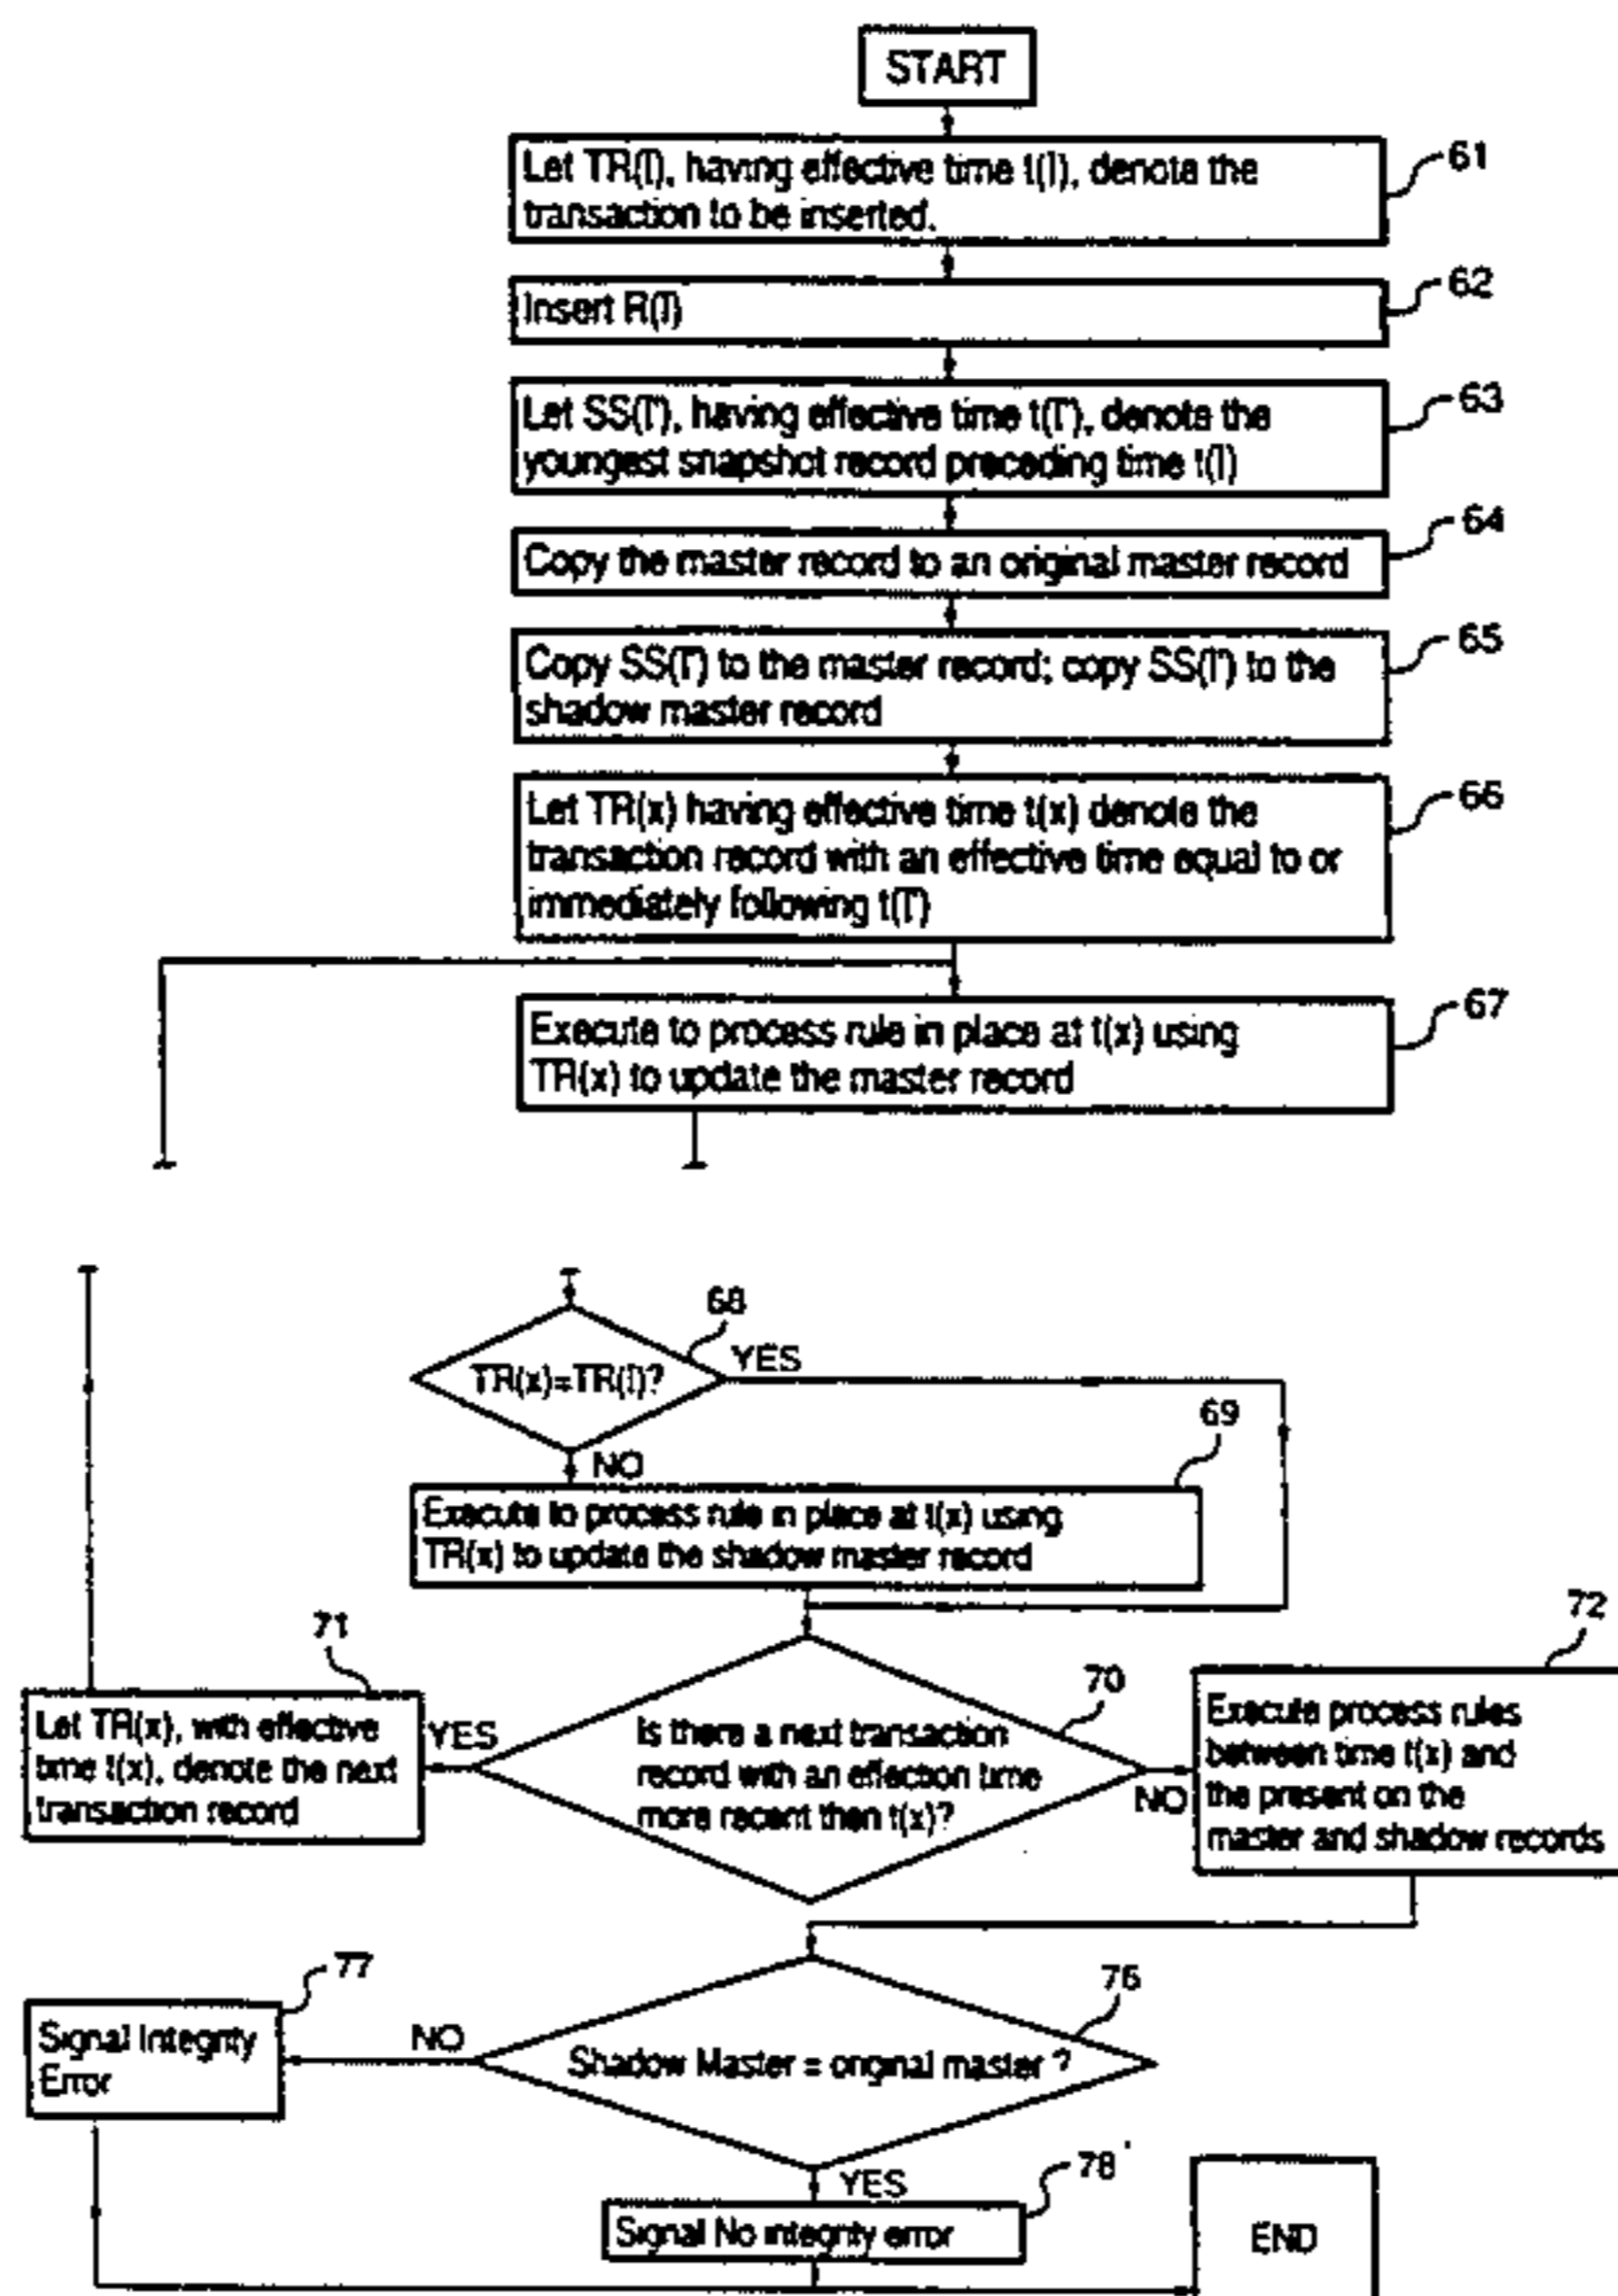 START
Let TR(I), having effective time t(I), denote the
transaction to be inserted.
61
Insert R(I)
62
Let SS(I'), having effective time t(I'), denote the
youngest snapshot record preceding time t(I)
63
Copy the master record to an original master record
64
Copy SS(I') to the master record; copy SS(I') to the
shadow master record
65
Let TR(x) having effective time t(x) denote the
transaction record with an effective time equal to or
immediately following t(I')
66
Execute to process rule in place at t(x) using
TR(x) to update the master record
67
68
TR(x)=TR(I)?
YES
NO
69
Execute to process rule in place at t(x) using
TR(x) to update the shadow master record
71
Let TR(x), with effective
time t(x), denote the next
transaction record
YES
70
Is there a next transaction
record with an effection time
more recent then t(x)?
NO
72
Execute process rules
between time t(x) and
the present on the
master and shadow records
77
Signal Integrity
Error
NO
76
Shadow Master = original master ?
YES
78
Signal No integrity error
END